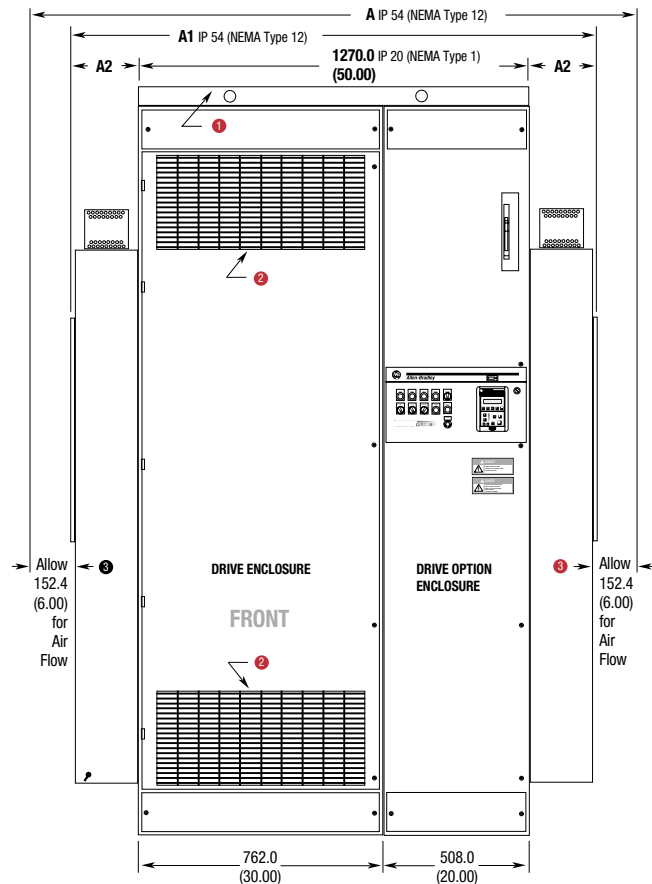 A IP 54 (NEMA Type 12)
A1 IP 54 (NEMA Type 12)
A2
1270.0 IP 20 (NEMA Type 1)
(50.00)
A2
1
2
Allen-Bradley
3
Allow
152.4
(6.00)
for
Air
Flow
DRIVE ENCLOSURE
FRONT
DRIVE OPTION
ENCLOSURE
3
Allow
152.4
(6.00)
for
Air
Flow
2
762.0
(30.00)
508.0
(20.00)